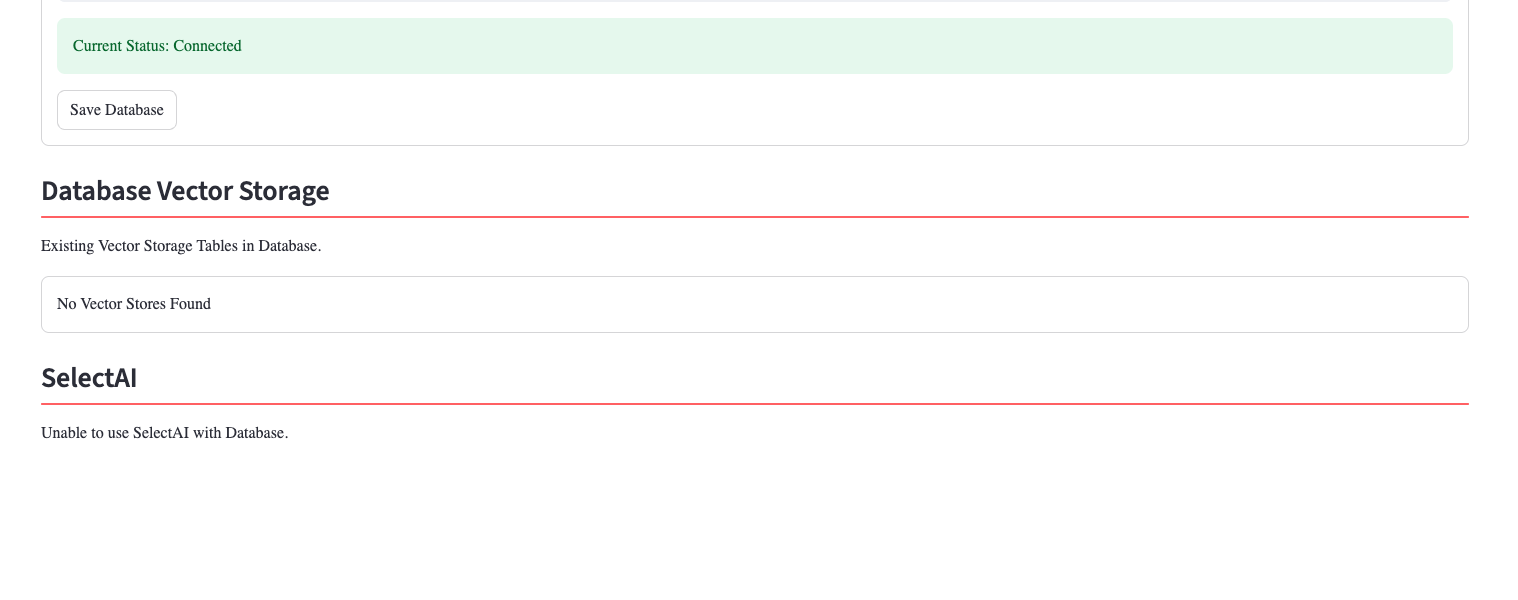 Current Status: Connected
Save Database
Database Vector Storage
Existing Vector Storage Tables in Database.
No Vector Stores Found
SelectAI
Unable to use SelectAI with Database.